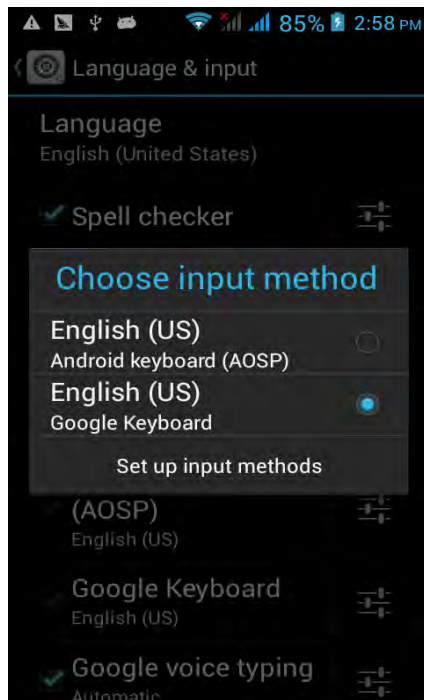 85% 2:58 PM
Language & input
Language
English (United States)
Spell checker
Choose input method
English (US)
Android keyboard (AOSP)
English (US)
Google Keyboard
Set up input methods
(AOSP)
English (US)
Google Keyboard
English (US)
Google voice typing
Automatic